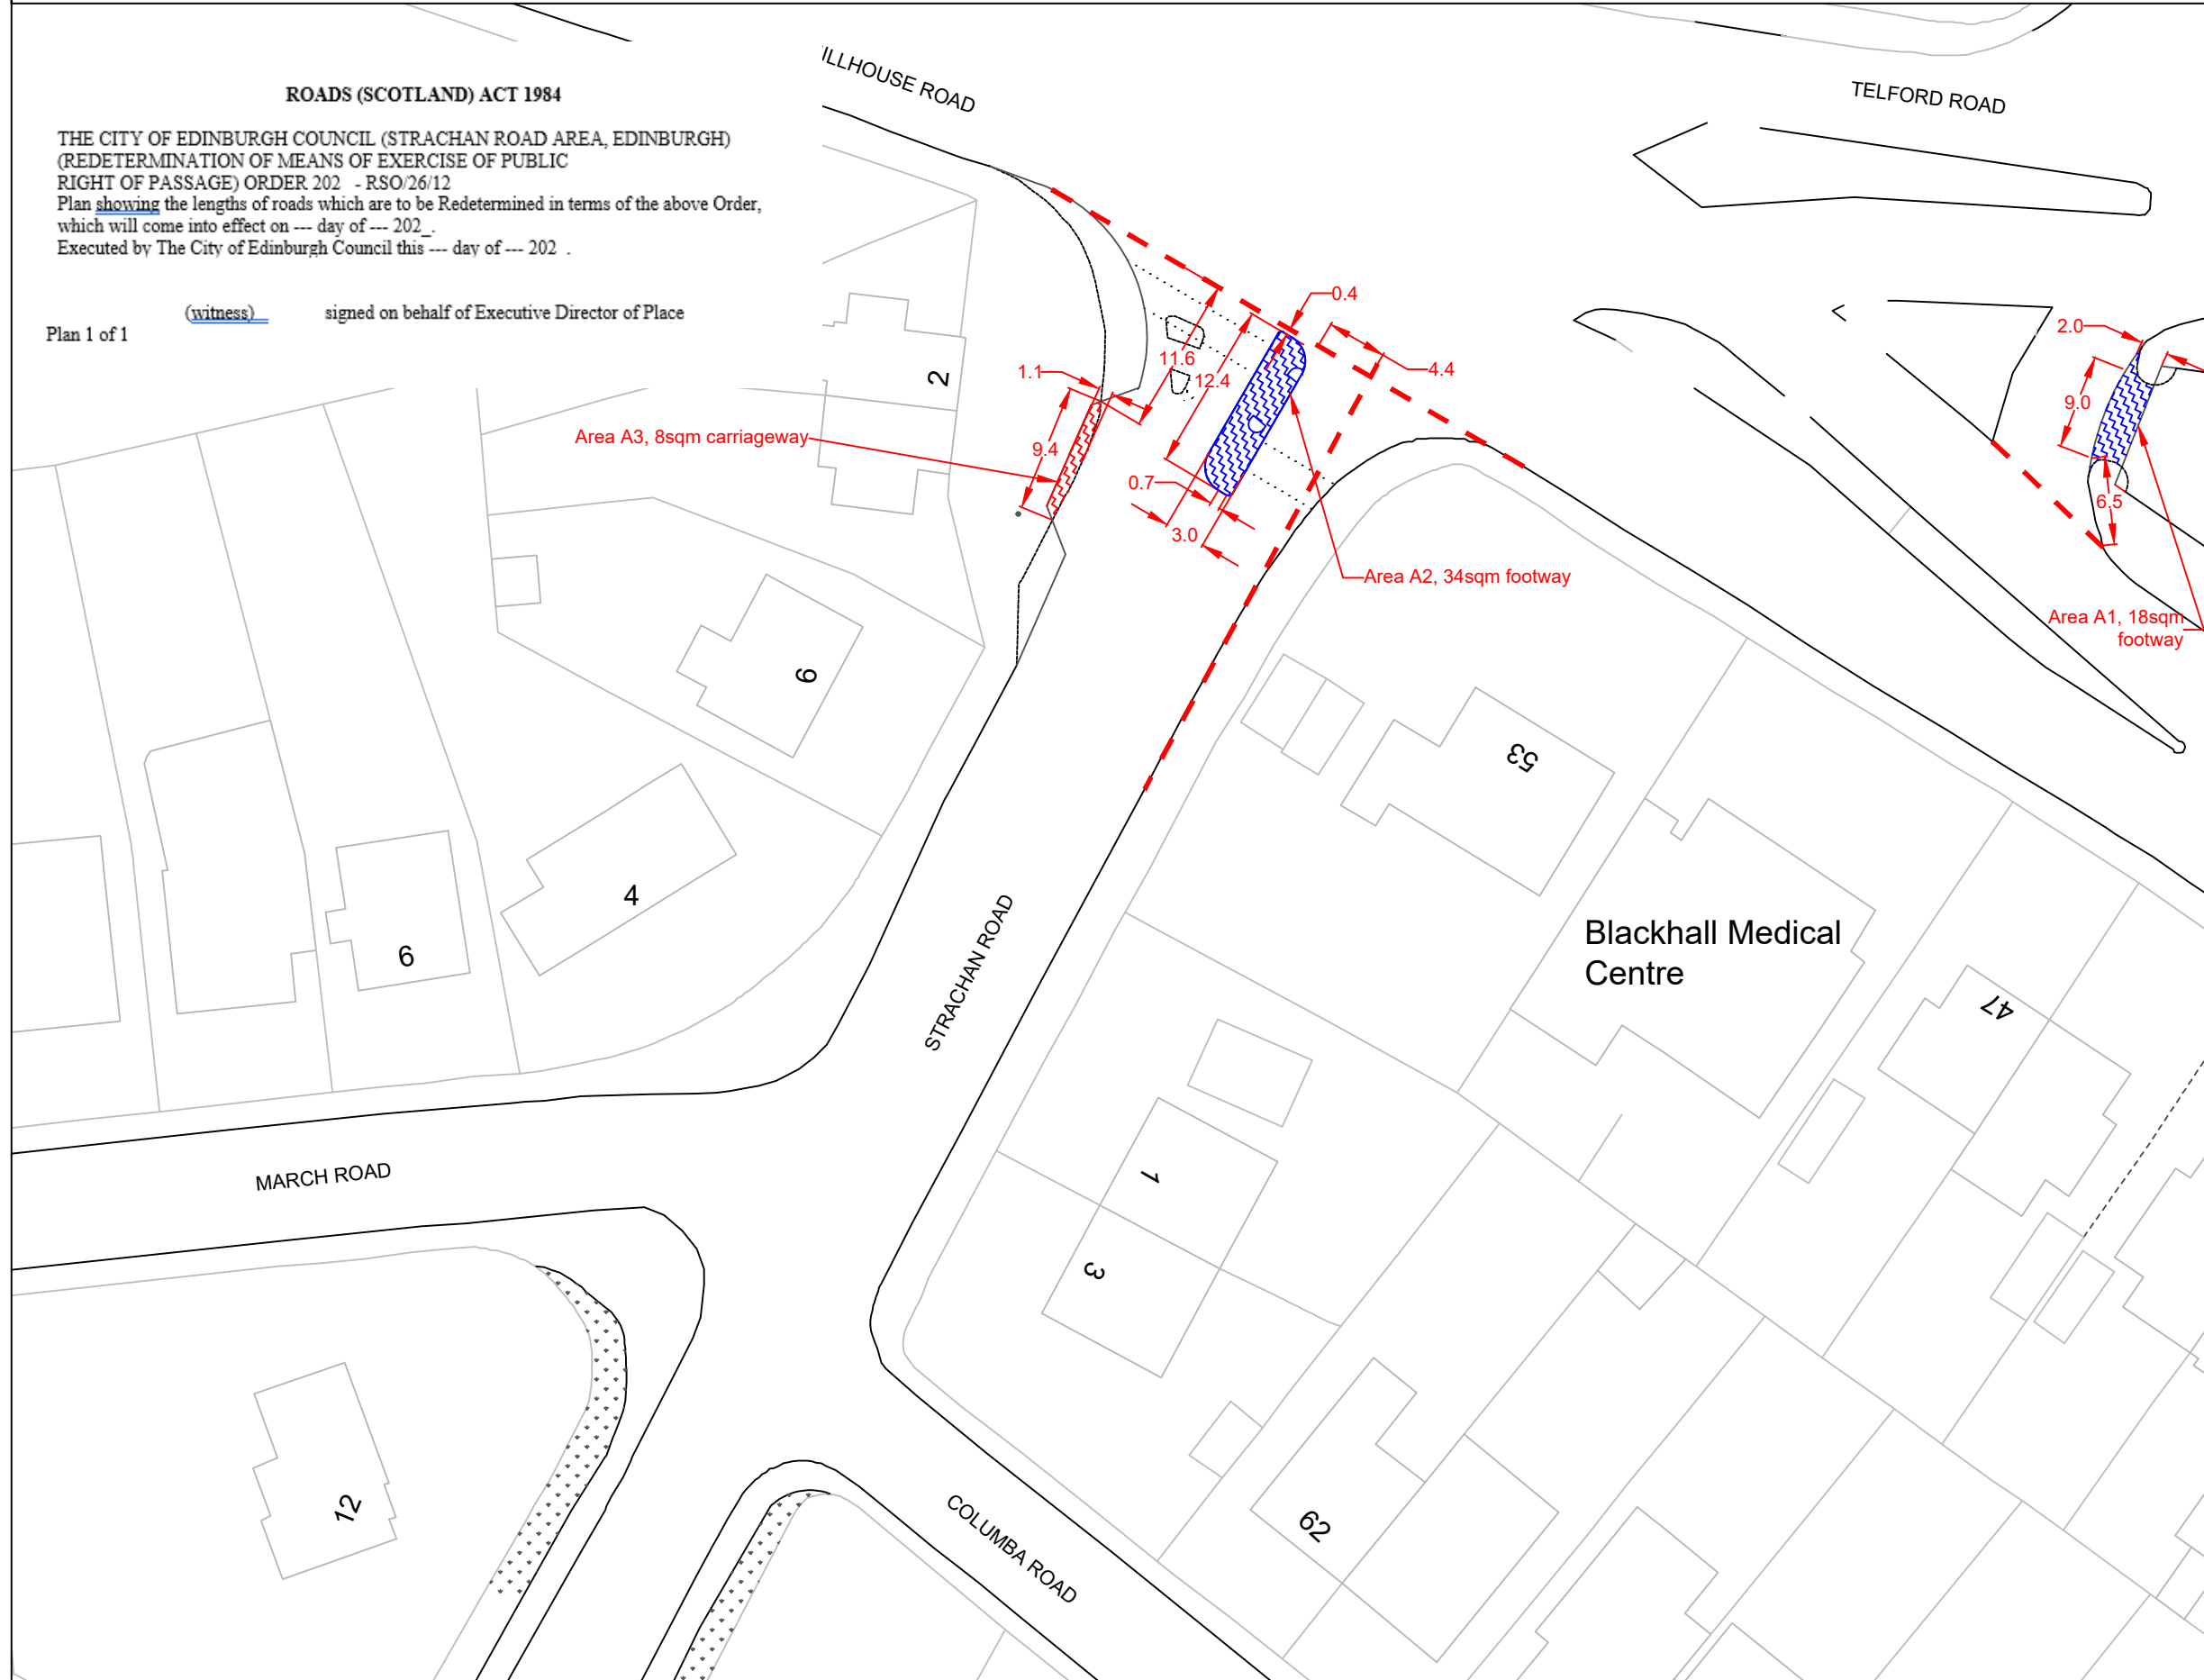 ROADS (SCOTLAND) ACT 1984
THE CITY OF EDINBURGH COUNCIL (STRACHAN ROAD AREA, EDINBURGH)
(REDETERMINATION OF MEANS OF EXERCISE OF PUBLIC
RIGHT OF PASSAGE) ORDER 202 - RSO/26/12
Plan showing the lengths of roads which are to be Redetermined in terms of the above Order,
which will come into effect on --- day of --- 202_.
Executed by The City of Edinburgh Council this --- day of --- 202 .
(witness) signed on behalf of Executive Director of Place
Plan 1 of 1
ILLHOUSE ROAD
TELFORD ROAD
0.4
2.0
11.6
12.4
4.4
1.1
2
9.0
Area A3, 8sqm carriageway
9.4
0.7
6.5
3.0
Area A2, 34sqm footway
Area A1, 18sqm
footway
9
53
4
6
STRACHAN ROAD
Blackhall Medical
Centre
47
MARCH ROAD
1
3
12
COLUMBA ROAD
62